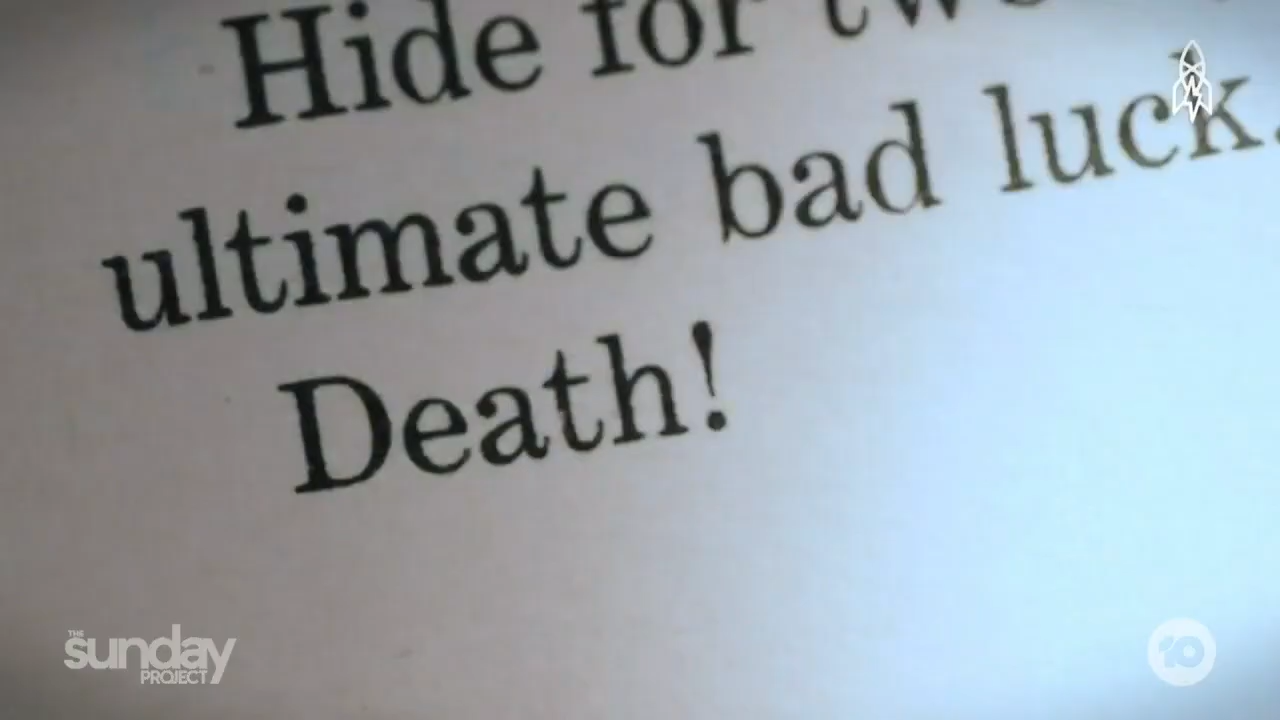 Hide for
ultimate bad luck.
Death!
THE
sunday
PROJECT
10